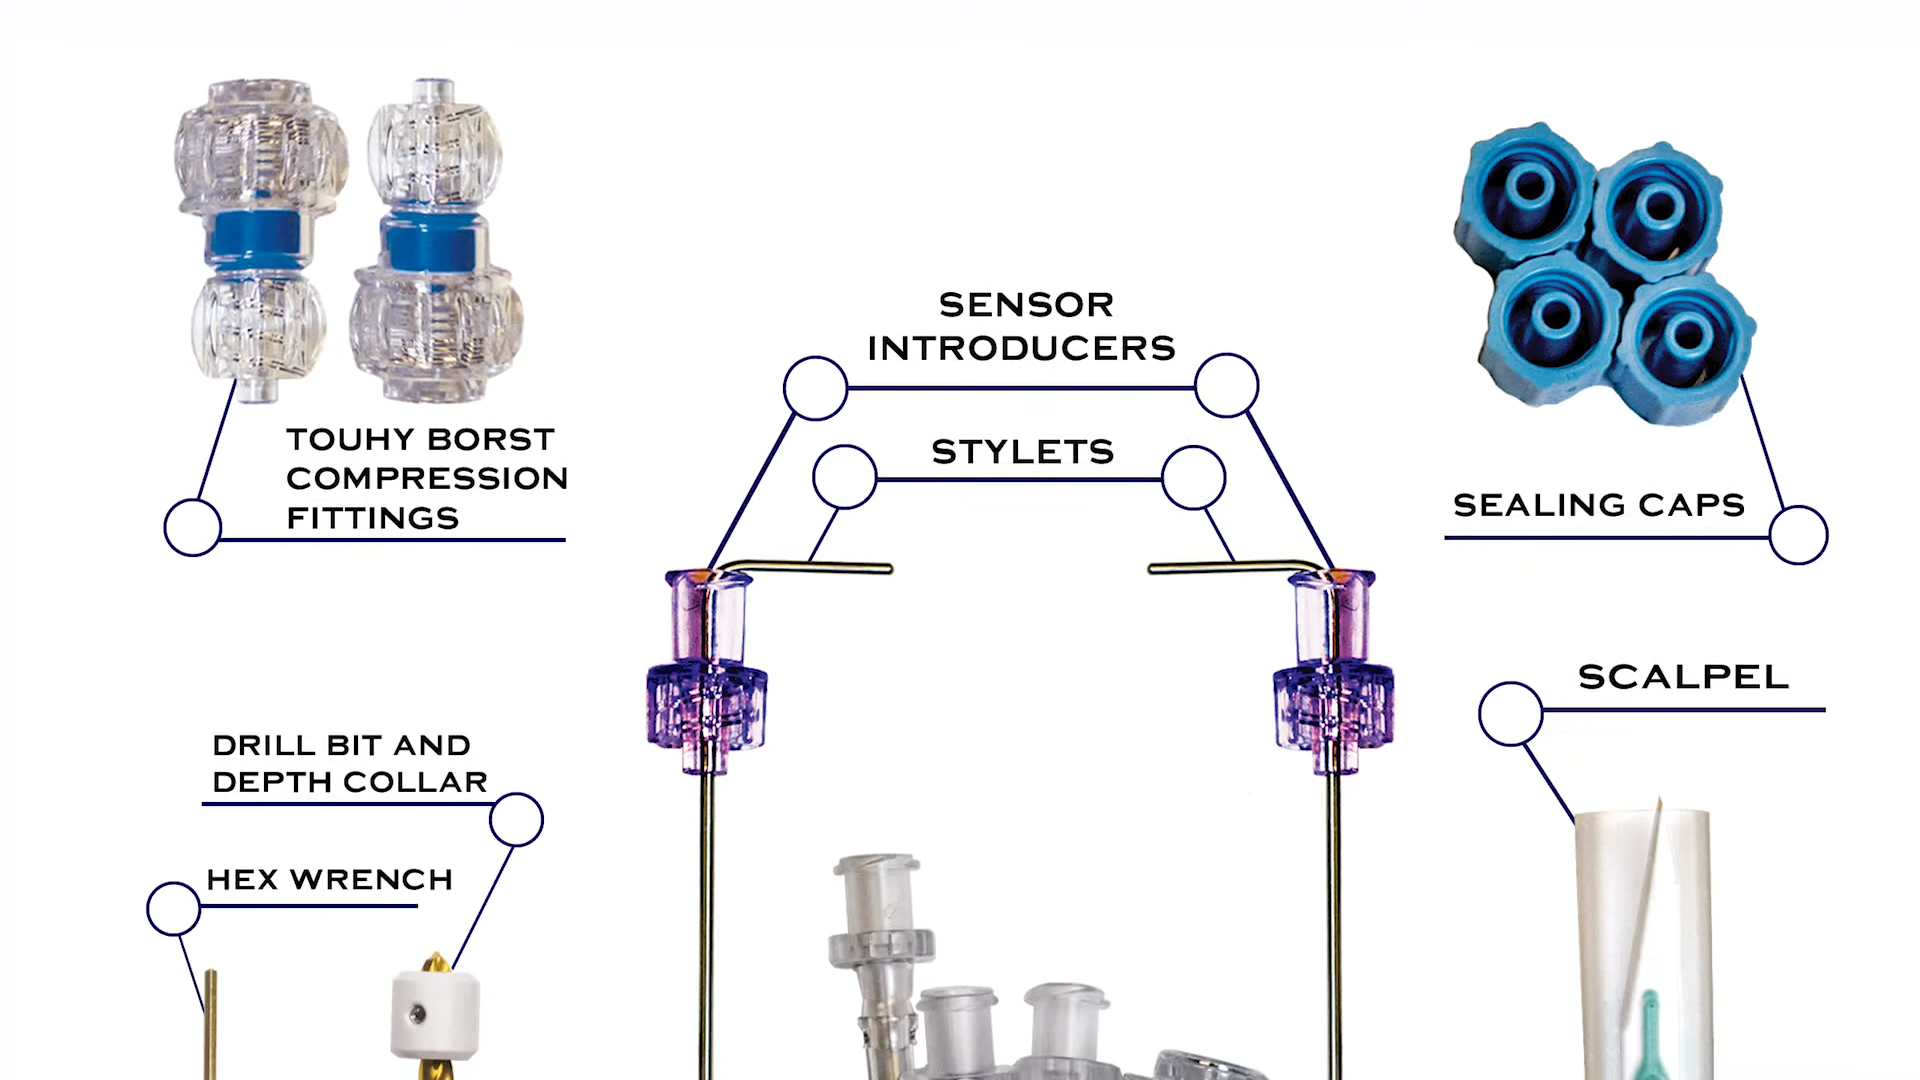 SENSOR
INTRODUCERS
TOUHY BORST
COMPRESSION
FITTINGS
STYLETS
SEALING CAPS
SCALPEL
DRILL BIT AND
DEPTH COLLAR
HEX WRENCH